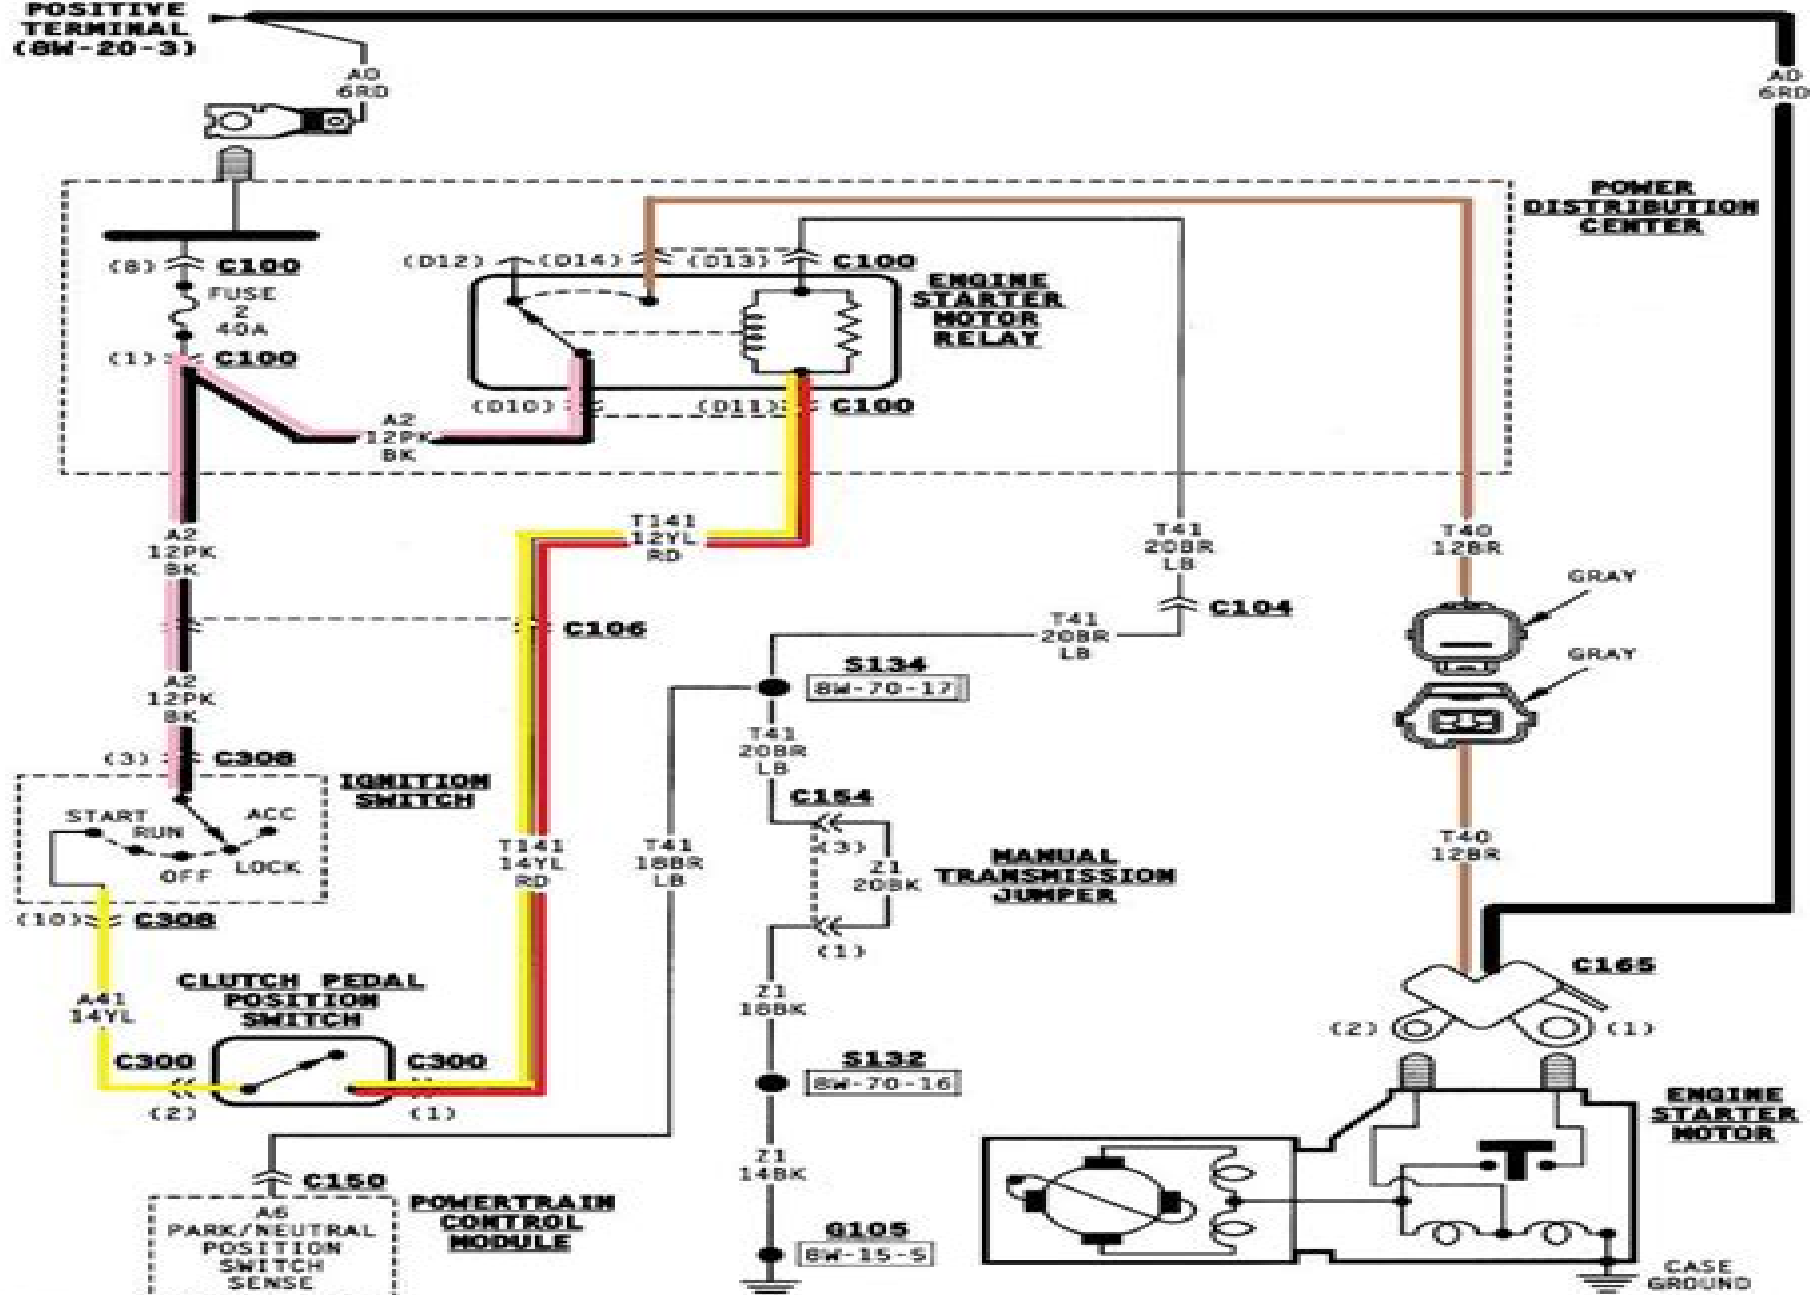 POSITIVE
TERMINAL
(8W-20-3)
A0
6RD
A0
6RD
POWER
DISTRIBUTION
CENTER
(8)
C100
FUSE
2
40A
(1)
C100
(D12)
(D14)
(D13)
C100
ENGINE
STARTER
MOTOR
RELAY
(D10)
(D11)
C100
A2
12PK
BK
A2
12PK
BK
T141
12YL
RD
T41
20BR
LB
T40
12BR
GRAY
C106
C104
T41
20BR
LB
GRAY
A2
12PK
BK
S134
8W-70-17
T41
20BR
LB
(3)
C308
IGNITION
SWITCH
START
RUN
ACC
OFF
LOCK
C154
(3)
T141
14YL
RD
T41
18BR
LB
Z1
20BK
MANUAL
TRANSMISSION
JUMPER
T40
12BR
(10)
C308
(1)
CLUTCH PEDAL
POSITION
SWITCH
A41
14YL
Z1
18BK
C165
(2)
(1)
C300
C300
(2)
(1)
S132
8W-70-16
ENGINE
STARTER
MOTOR
Z1
14BK
C150
A6
PARK/NEUTRAL
POSITION
SWITCH
SENSE
POWERTRAIN
CONTROL
MODULE
G105
8W-15-5
CASE
GROUND